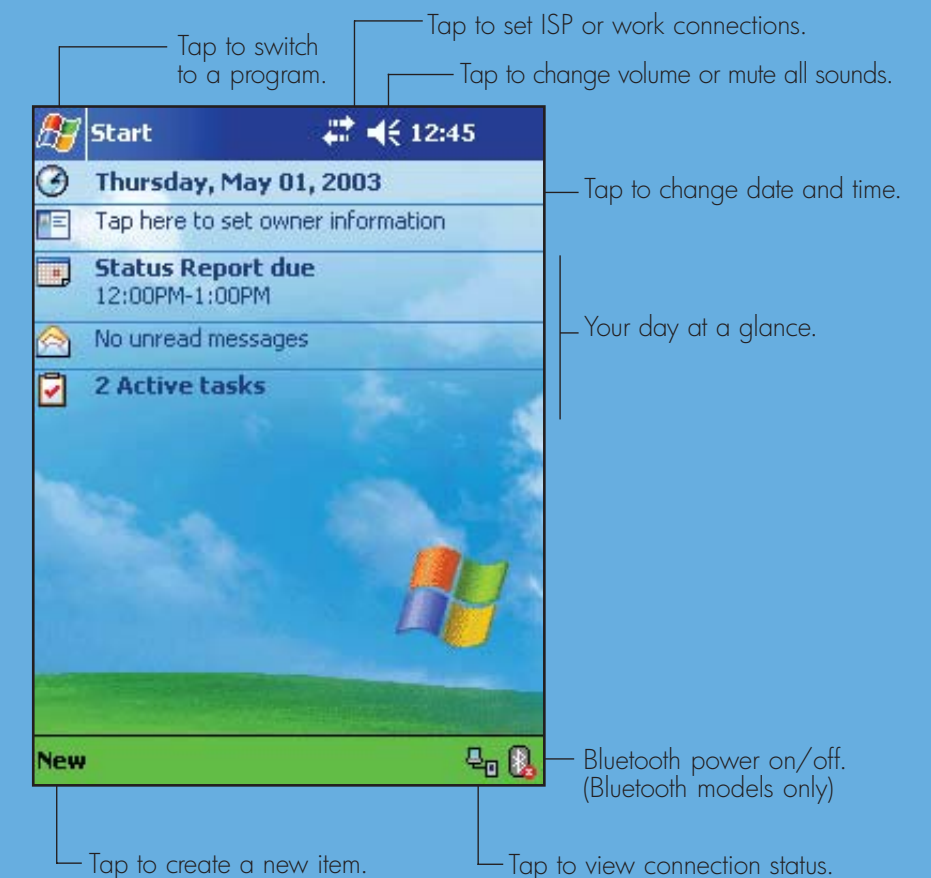 Tap to set ISP or work connections.
Tap to switch
to a program.
Tap to change volume or mute all sounds.
Start
12:45
Thursday, May 01, 2003
Tap to change date and time.
Tap here to set owner information
Status Report due
12:00PM-1:00PM
Your day at a glance.
No unread messages
2 Active tasks
New
Bluetooth power on/off.
(Bluetooth models only)
Tap to create a new item.
Tap to view connection status.